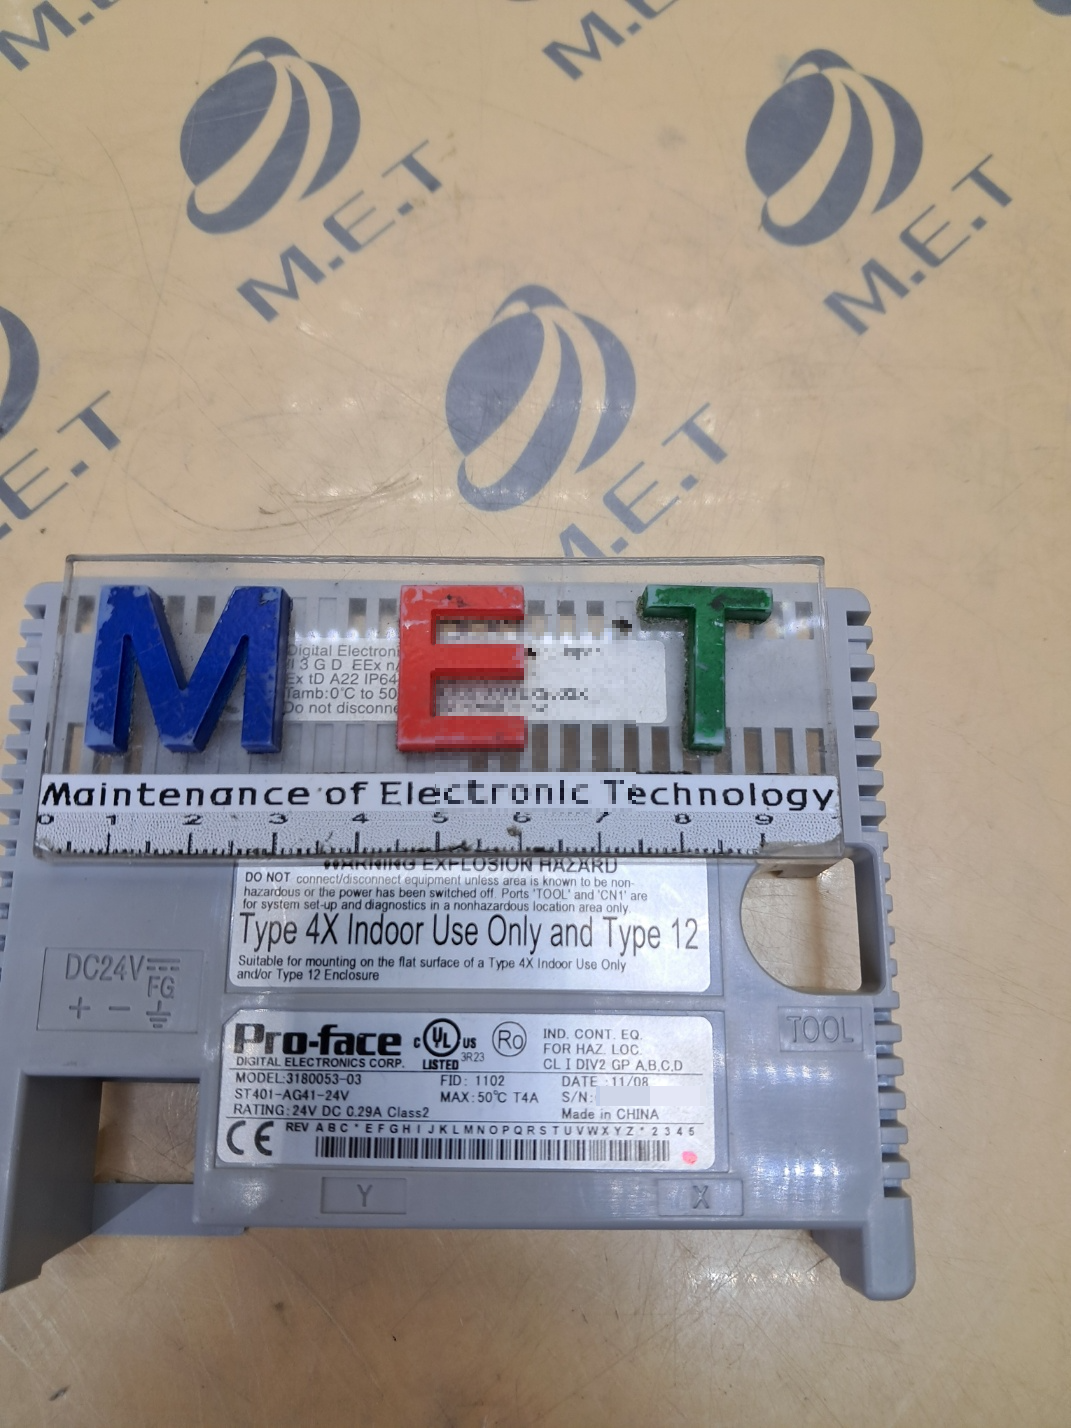 M.E.T
M.E.T
M.E.T
M.E.T
M.E.T
M.E.T
M E T
Digital Electroni
3 G D EEx n
Ex tD A22 IP64
Tamb:0°C to 50
Do not disconne
Maintenance of Electronic Technology
0 1 2 3 4 5 6 7 8 9
WARNING EXPLOSION HAZARD
DO NOT connect/disconnect equipment unless area is known to be non-
hazardous or the power has been switched off. Ports 'TOOL' and 'CN1' are
for system set-up and diagnostics in a nonhazardous location area only.
Type 4X Indoor Use Only and Type 12
Suitable for mounting on the flat surface of a Type 4X Indoor Use Only
and/or Type 12 Enclosure
DC24V
FG
+ -
TOOL
Pro-face
DIGITAL ELECTRONICS CORP.
C UL US
LISTED 3R23
Ro
IND. CONT. EQ.
FOR HAZ. LOC.
CL I DIV2 GP A,B,C,D
MODEL:3180053-03 FID: 1102 DATE :11/08
ST401-AG41-24V MAX:50°C T4A S/N:
RATING:24V DC 0.29A Class2 Made in CHINA
CE
REV A B C * E F G H I J K L M N O P Q R S T U V W X Y Z * 2 3 4 5
Y X